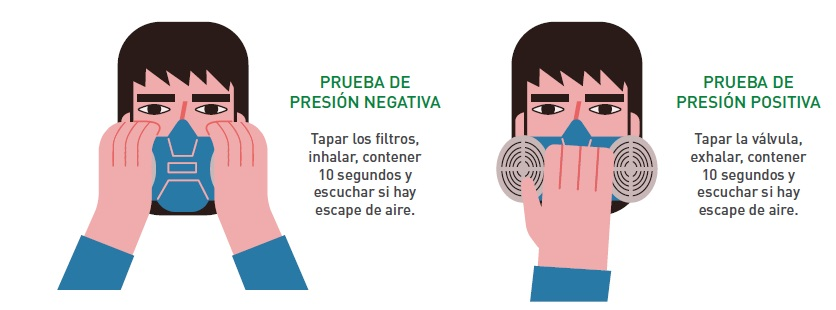 PRUEBA DE
PRESIÓN NEGATIVA
Tapar los filtros,
inhalar, contener
10 segundos y
escuchar si hay
escape de aire.
PRUEBA DE
PRESIÓN POSITIVA
Tapar la válvula,
exhalar, contener
10 segundos y
escuchar si hay
escape de aire.